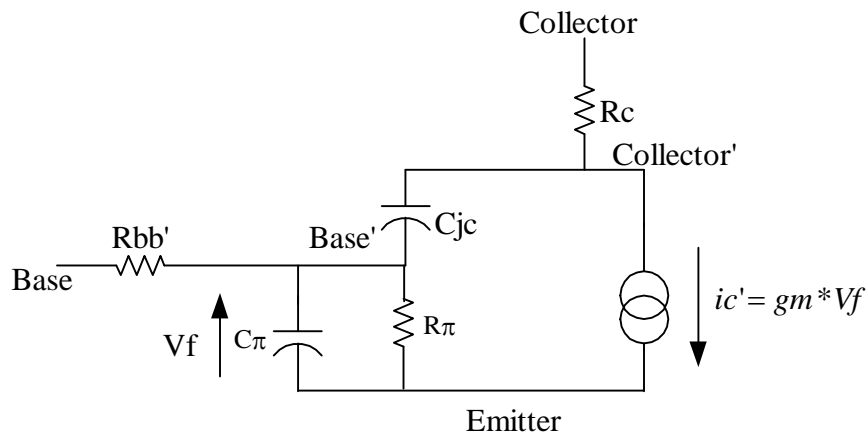 Collector
Rc
Collector'
Cjc
Rbb'
Base'
Base
Vf
Cπ
Rπ
ic'= gm*Vf
Emitter